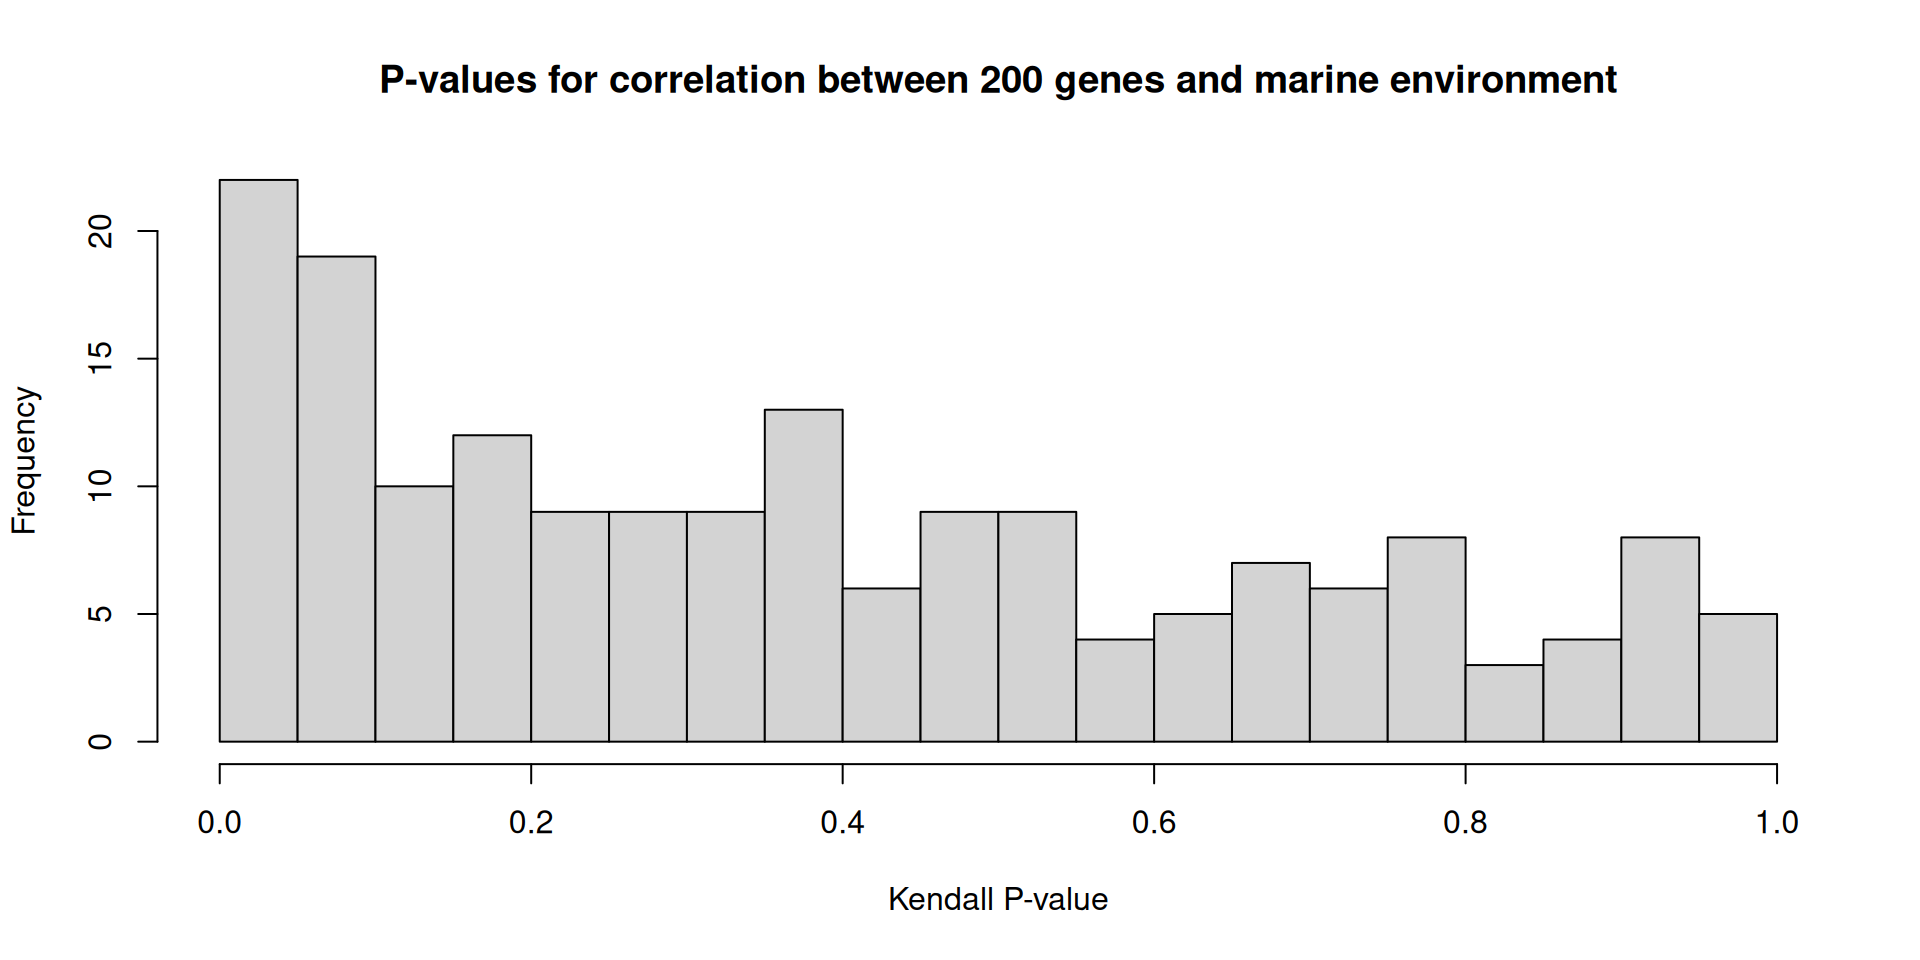 P-values for correlation between 200 genes and marine environment
Frequency
20
15
10
5
0
0.0 0.2 0.4 0.6 0.8 1.0
Kendall P-value